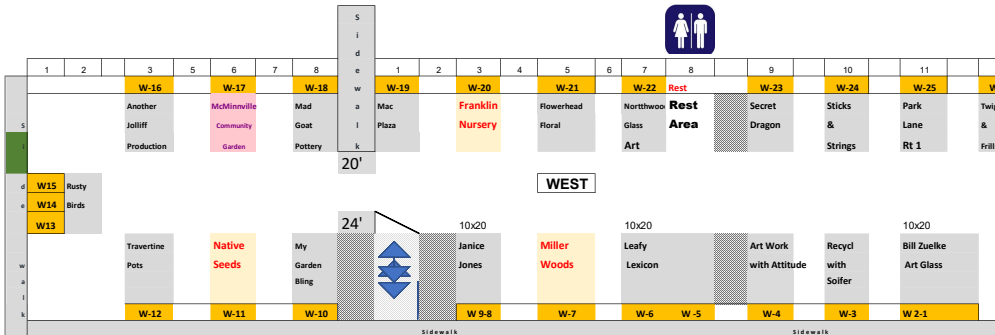 S
i
d
e
w
a
l
k
1 2 3 5 6 7 8 1 2 3 4 5 6 7 8 9 10 11
W-16 W-17 W-18 W-19 W-20 W-21 W-22 Rest W-23 W-24 W-25 W
Another McMinnville Mad Mac Franklin Flowerhead Nortthwoo Rest Secret Sticks Park Twig
Jolliff Community Goat Plaza Nursery Floral Glass Area Dragon & Lane &
Production Garden Pottery Art Strings Rt 1 Frill
S
i
d
e
w
a
l
k
20'
W15 Rusty
W14 Birds
W13
WEST
24' 10x20 10x20 10x20
Travertine Native My Janice Miller Leafy Art Work Recycl Bill Zuelke
Pots Seeds Garden Jones Woods Lexicon with Attitude with Art Glass
Bling Soifer
W-12 W-11 W-10 W 9-8 W-7 W-6 W -5 W-4 W-3 W 2-1
Sidewalk Sidewalk